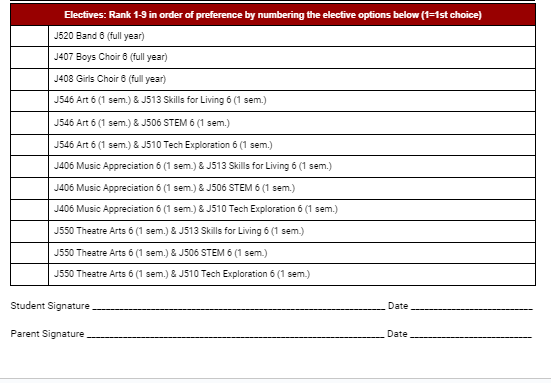 Electives: Rank 1-9 in order of preference by numbering the elective options below (1=1st choice)
J520 Band 6 (full year)
J407 Boys Choir 6 (full year)
J408 Girls Choir 6 (full year)
J546 Art 6 (1 sem.) & J513 Skills for Living 6 (1 sem.)
J546 Art 6 (1 sem.) & J506 STEM 6 (1 sem.)
J546 Art 6 (1 sem.) & J510 Tech Exploration 6 (1 sem.)
J406 Music Appreciation 6 (1 sem.) & J513 Skills for Living 6 (1 sem.)
J406 Music Appreciation 6 (1 sem.) & J506 STEM 6 (1 sem.)
J406 Music Appreciation 6 (1 sem.) & J510 Tech Exploration 6 (1 sem.)
J550 Theatre Arts 6 (1 sem.) & J513 Skills for Living 6 (1 sem.)
J550 Theatre Arts 6 (1 sem.) & J506 STEM 6 (1 sem.)
J550 Theatre Arts 6 (1 sem.) & J510 Tech Exploration 6 (1 sem.)
Student Signature Date
Parent Signature Date